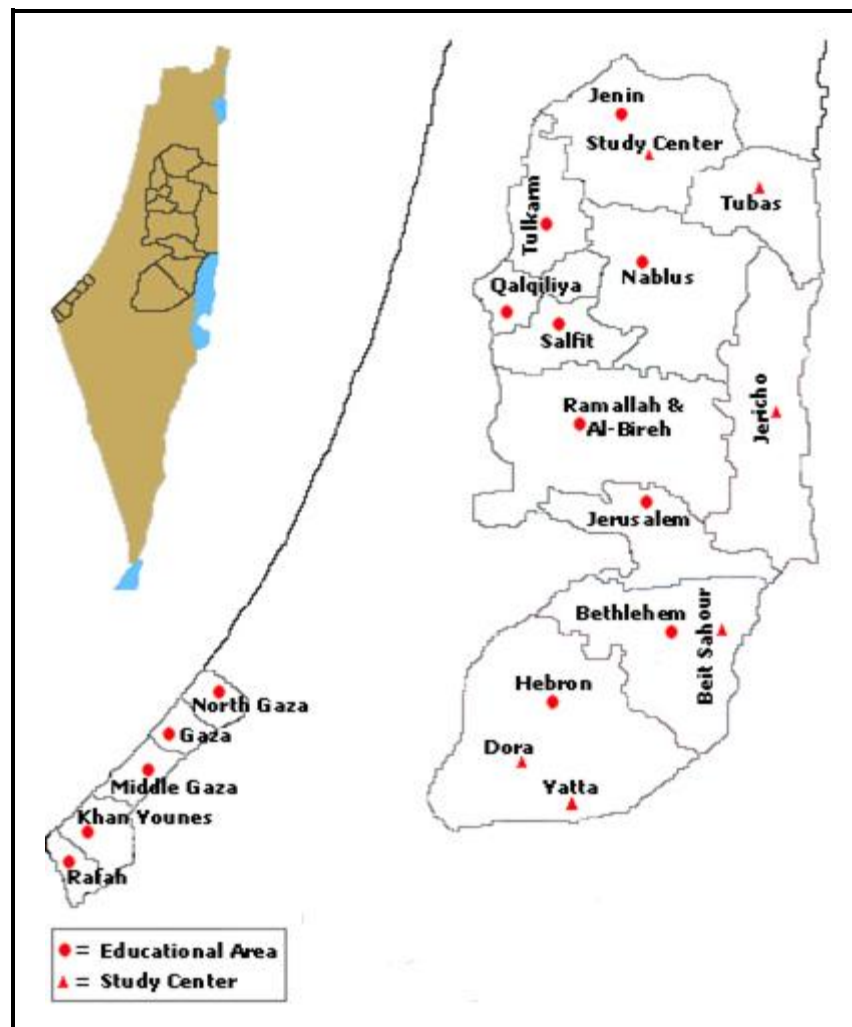 Jenin
Study Center
Tubas
Tulkarm
Nablus
Qalqiliya
Salfit
Ramallah &
Al-Bireh
Jericho
Jerusalem
Bethlehem
Beit Sahour
Hebron
Dora
Yatta
North Gaza
Gaza
Middle Gaza
Khan Younes
Rafah
= Educational Area
= Study Center